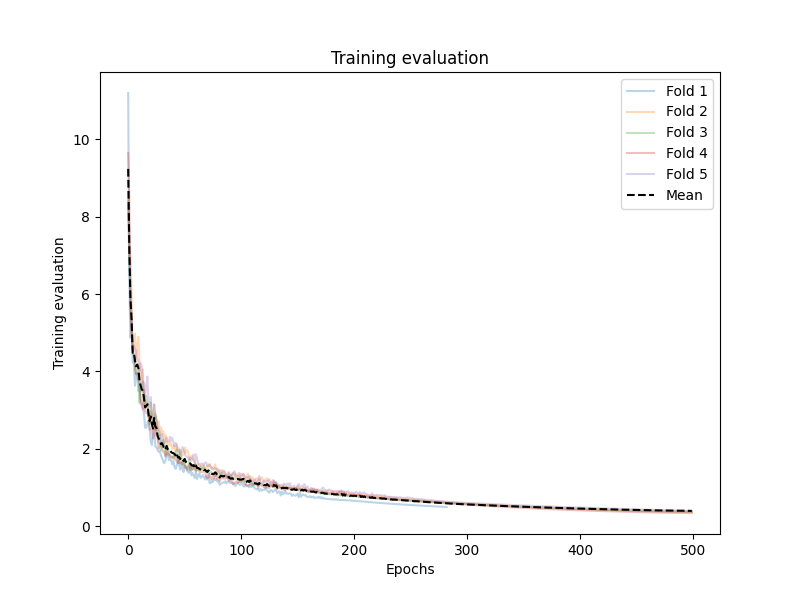 Training evaluation
Training evaluation
10
8
6
4
2
0
0 100 200 300 400 500
Epochs
Fold 1
Fold 2
Fold 3
Fold 4
Fold 5
Mean